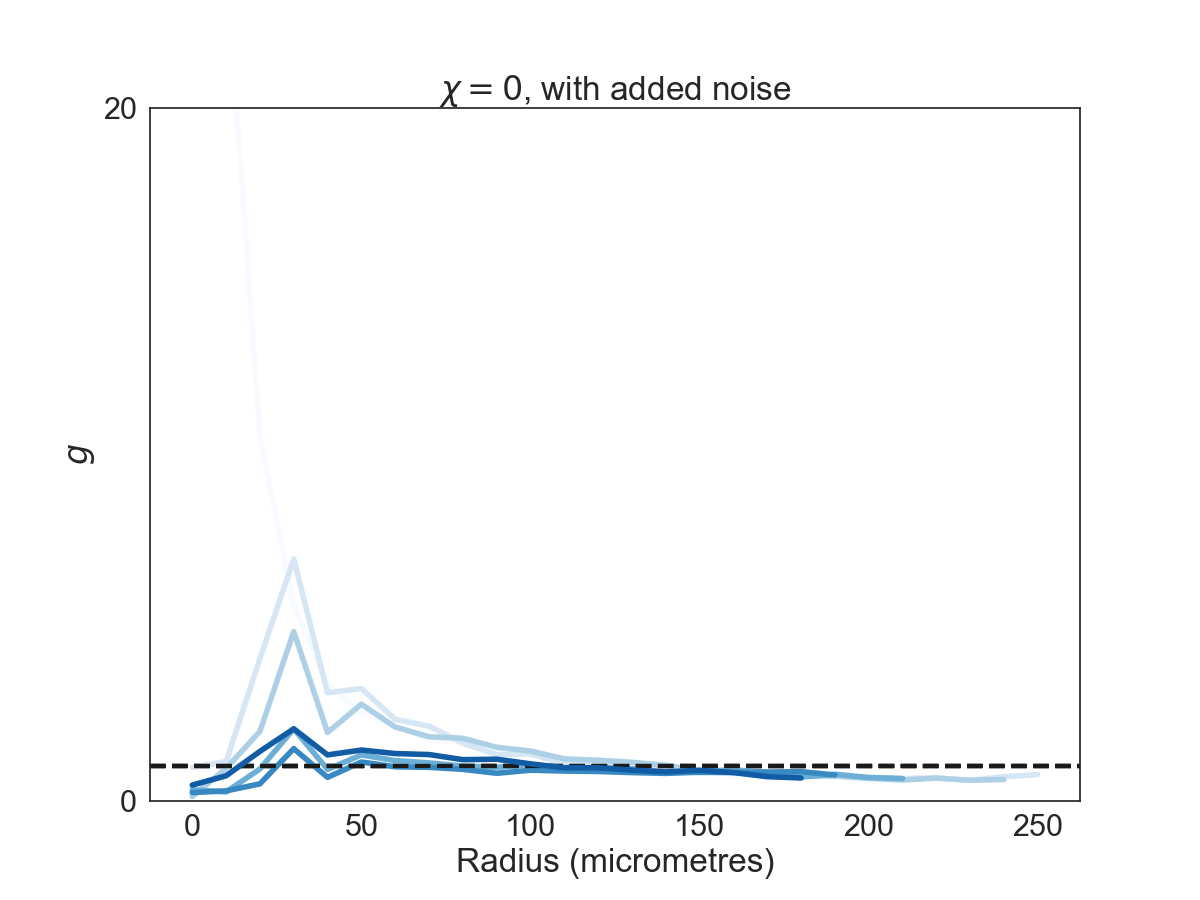 χ = 0, with added noise
20
g
0
0 50 100 150 200 250
Radius (micrometres)